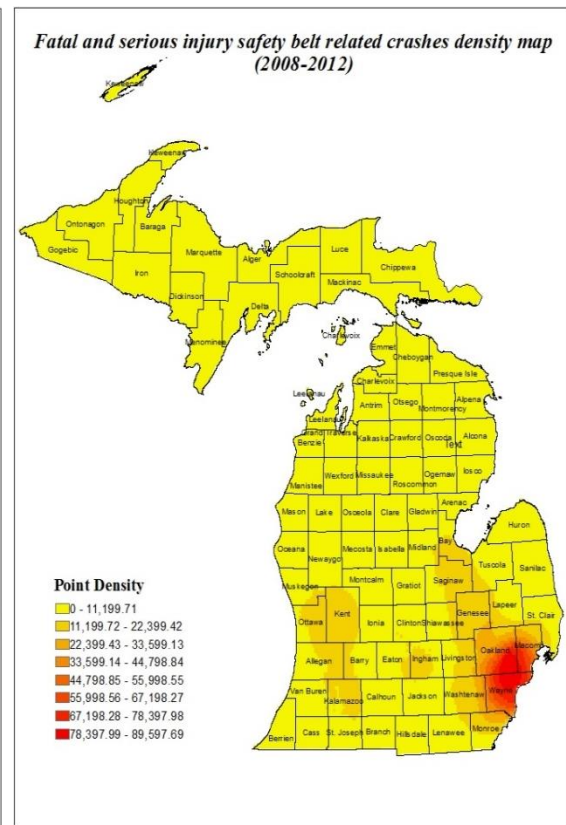 Fatal and serious injury safety belt related crashes density map
(2008-2012)
Keweenaw
Keweenaw
Houghton
Ontonagon
Baraga
Gogebic
Marquette
Luce
Alger
Chippewa
Schoolcraft
Iron
Mackinac
Dickinson
Delta
Menominee
Charlevoix
Emmet
Cheboygan
Presque Isle
Charlevoix
Leelanau
Antrim
Otsego
Alpena
Montmorency
Leelanau
Grand Traverse
Kalkaska
Crawford
Oscoda
Alcona
Benzie
Text
Manistee
Wexford
Missaukee
Roscommon
Ogemaw
Iosco
Arenac
Mason
Lake
Osceola
Clare
Gladwin
Huron
Bay
Oceana
Newaygo
Mecosta
Isabella
Midland
Tuscola
Sanilac
Muskegon
Montcalm
Gratiot
Saginaw
Lapeer
Genesee
St. Clair
Ottawa
Kent
Ionia
Clinton
Shiawassee
Oakland
Macomb
Allegan
Barry
Eaton
Ingham
Livingston
Van Buren
Kalamazoo
Calhoun
Jackson
Washtenaw
Wayne
Berrien
Cass
St. Joseph
Branch
Hillsdale
Lenawee
Monroe
Point Density
0 - 11,199.71
11,199.72 - 22,399.42
22,399.43 - 33,599.13
33,599.14 - 44,798.84
44,798.85 - 55,998.55
55,998.56 - 67,198.27
67,198.28 - 78,397.98
78,397.99 - 89,597.69